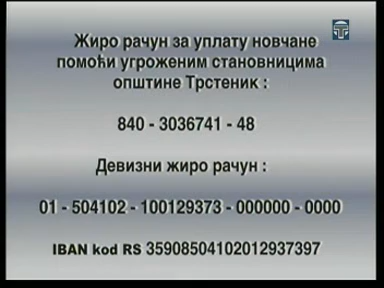 Жиро рачун за уплату новчане
помоћи угроженим становницима
општине Трстеник :
840 - 3036741 - 48
Девизни жиро рачун :
01 - 504102 - 100129373 - 000000 - 0000
IBAN kod RS 35908504102012937397